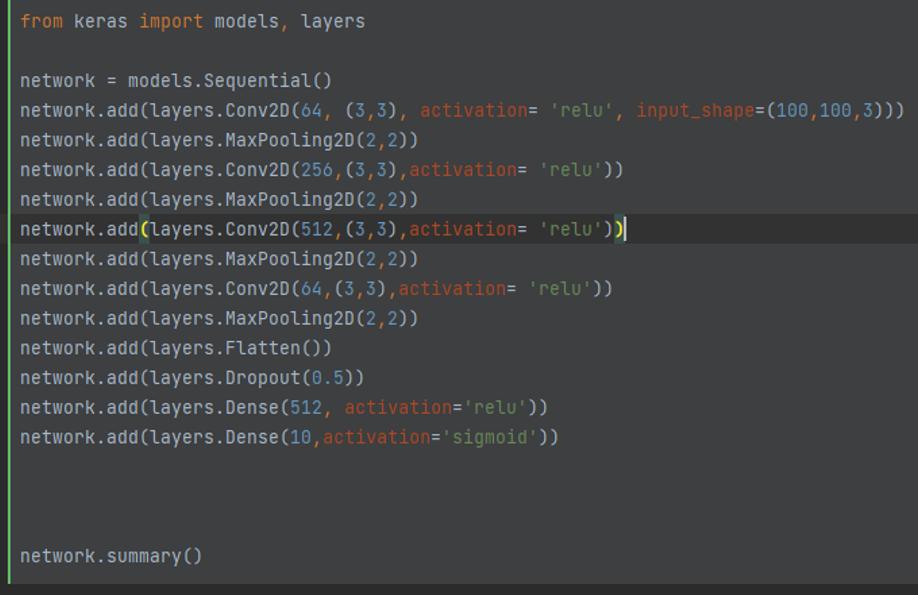 from keras import models, layers
network = models.Sequential()
network.add(layers.Conv2D(64, (3,3), activation= 'relu', input_shape=(100,100,3)))
network.add(layers.MaxPooling2D(2,2))
network.add(layers.Conv2D(256,(3,3),activation= 'relu'))
network.add(layers.MaxPooling2D(2,2))
network.add(layers.Conv2D(512,(3,3),activation= 'relu'))
network.add(layers.MaxPooling2D(2,2))
network.add(layers.Conv2D(64,(3,3),activation= 'relu'))
network.add(layers.MaxPooling2D(2,2))
network.add(layers.Flatten())
network.add(layers.Dropout(0.5))
network.add(layers.Dense(512, activation='relu'))
network.add(layers.Dense(10,activation='sigmoid'))
network.summary()